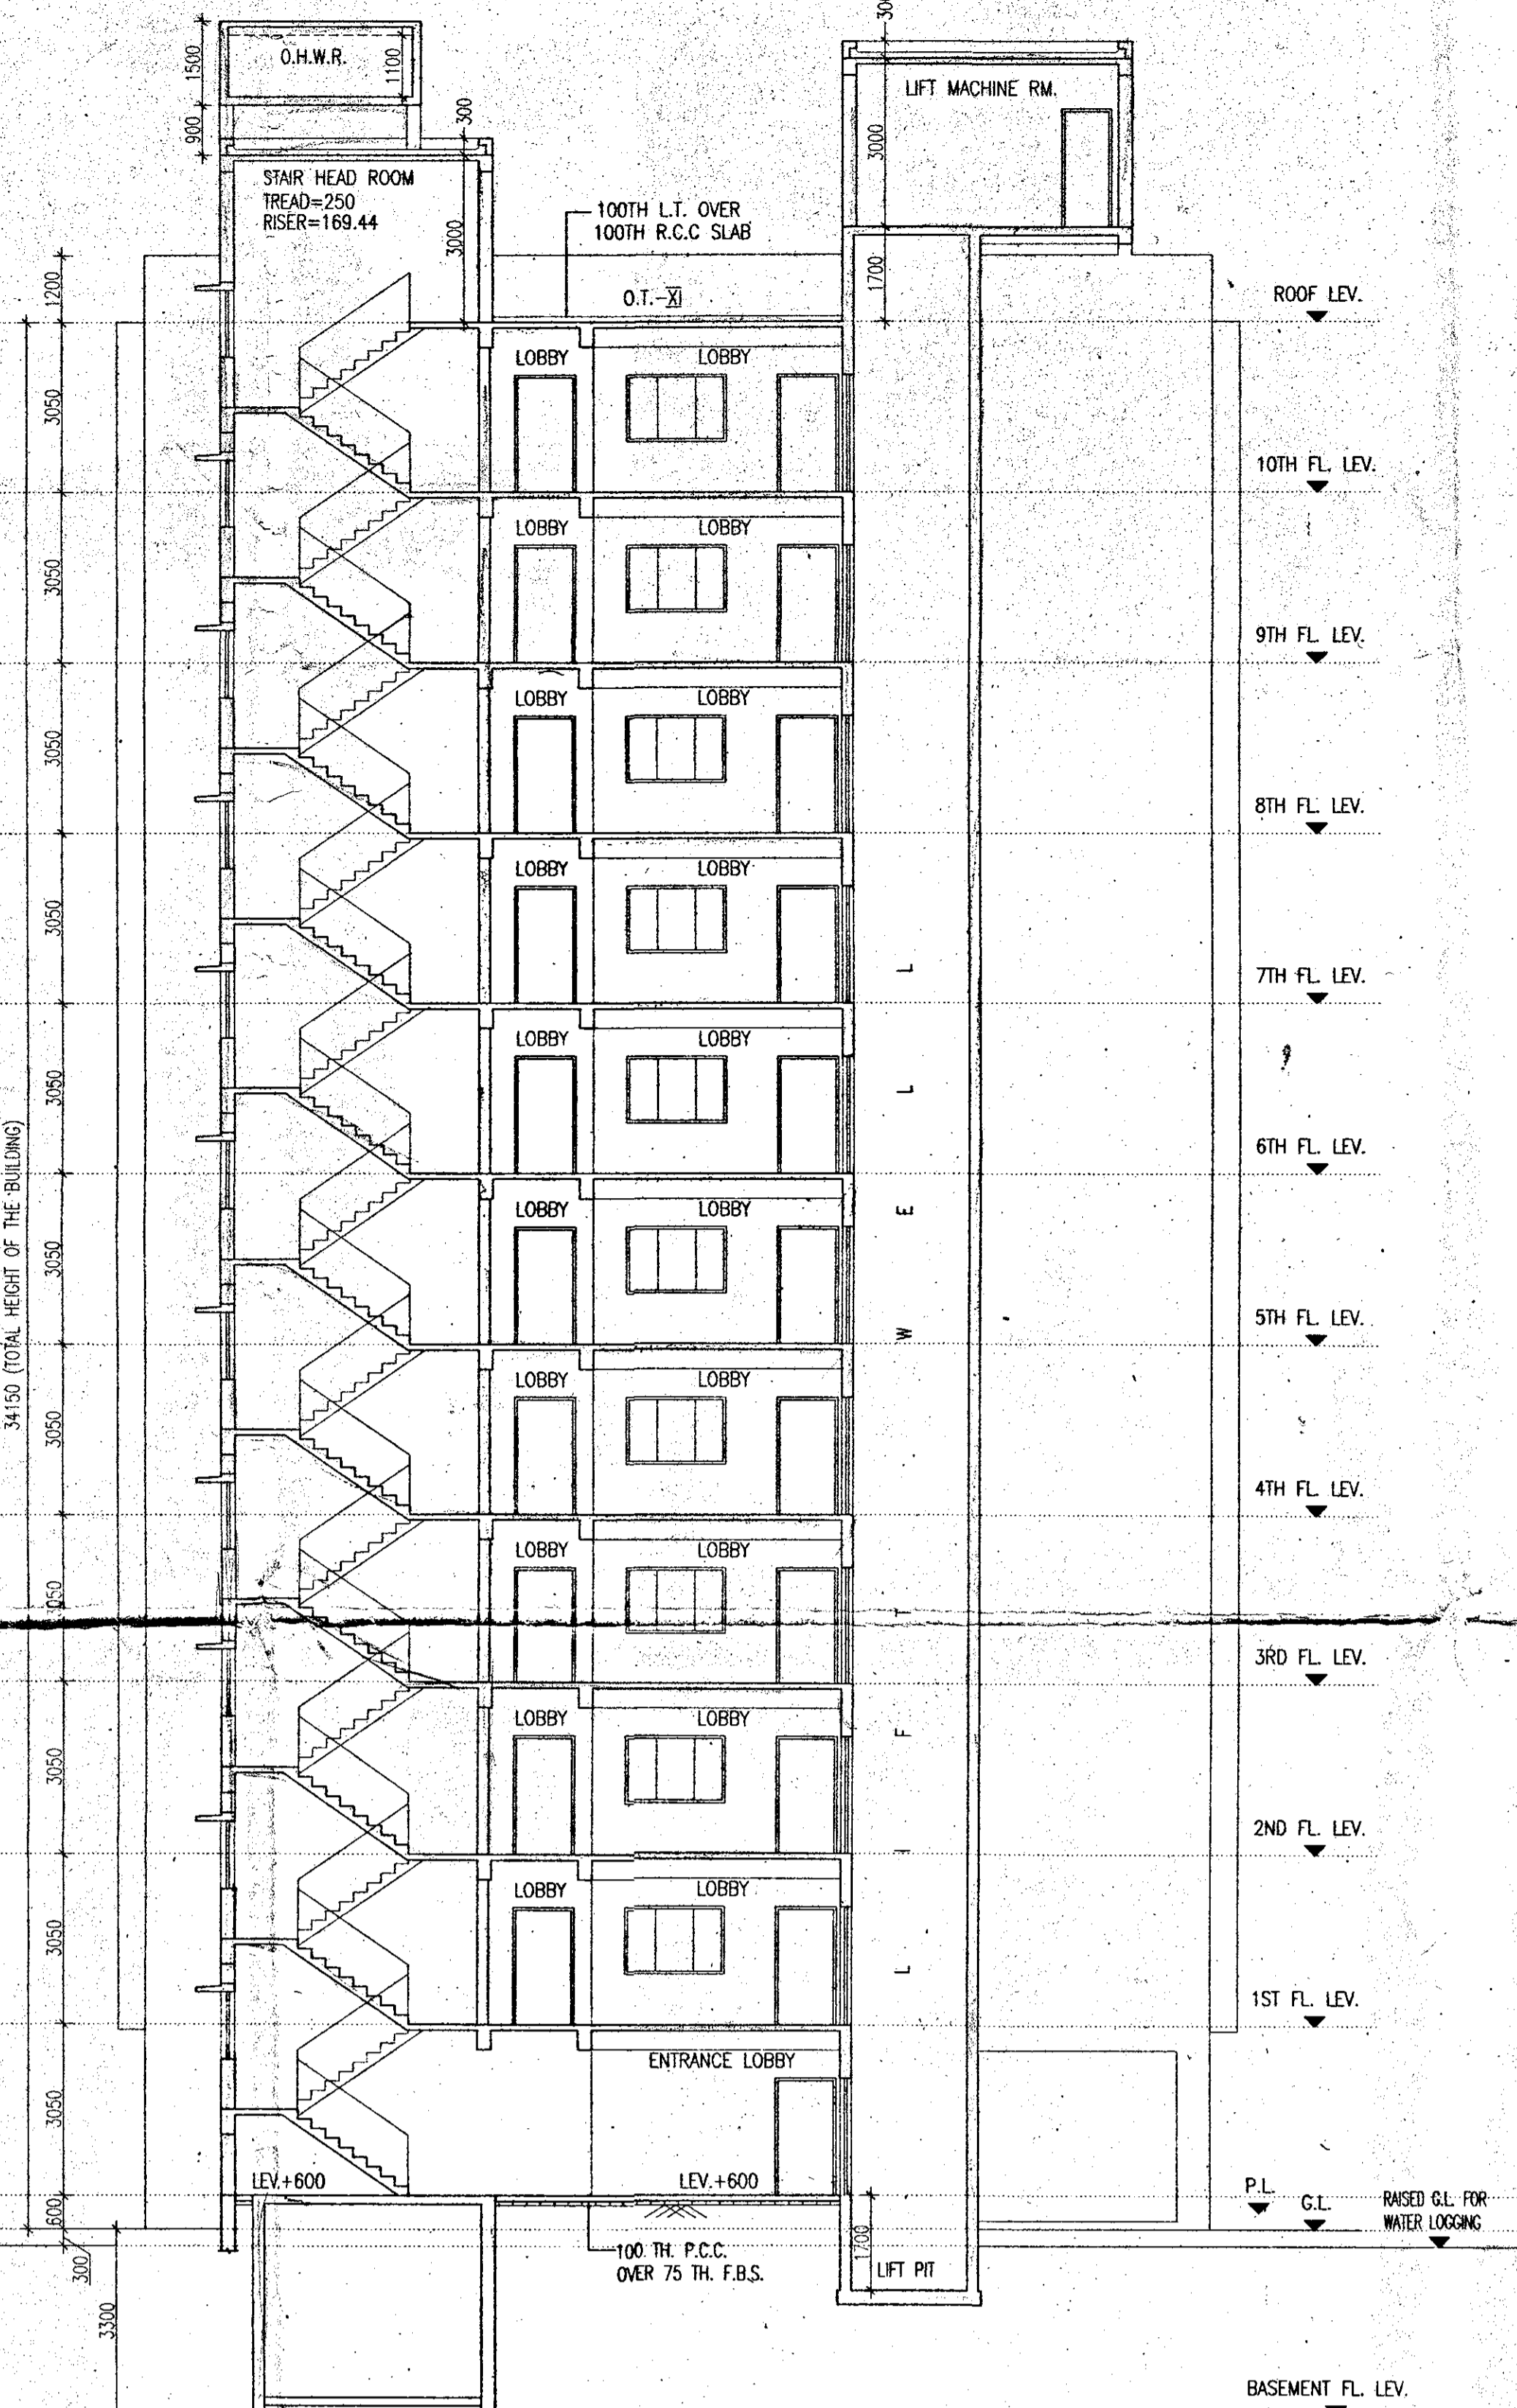 O.H.W.R.
1500
1100
900
300
STAIR HEAD ROOM
TREAD=250
RISER=169.44
3000
100TH L.T. OVER
100TH R.C.C SLAB
O.T.-XI
LIFT MACHINE RM.
3000
1700
1200
ROOF LEV.
3050
LOBBY
LOBBY
10TH FL. LEV.
3050
LOBBY
LOBBY
9TH FL. LEV.
3050
LOBBY
LOBBY
8TH FL. LEV.
3050
LOBBY
LOBBY
7TH FL. LEV.
3050
LOBBY
LOBBY
6TH FL. LEV.
3050
LOBBY
LOBBY
5TH FL. LEV.
3050
LOBBY
LOBBY
4TH FL. LEV.
LOBBY
LOBBY
3RD FL. LEV.
3050
LOBBY
LOBBY
2ND FL. LEV.
3050
LOBBY
LOBBY
1ST FL. LEV.
3050
ENTRANCE LOBBY
LIFT WELL
34150 (TOTAL HEIGHT OF THE BUILDING)
LEV.+600
LEV.+600
600
300
3300
100 TH. P.C.C.
OVER 75 TH. F.B.S.
1700
LIFT PIT
P.L.
G.L.
RAISED G.L. FOR
WATER LOGGING
BASEMENT FL. LEV.